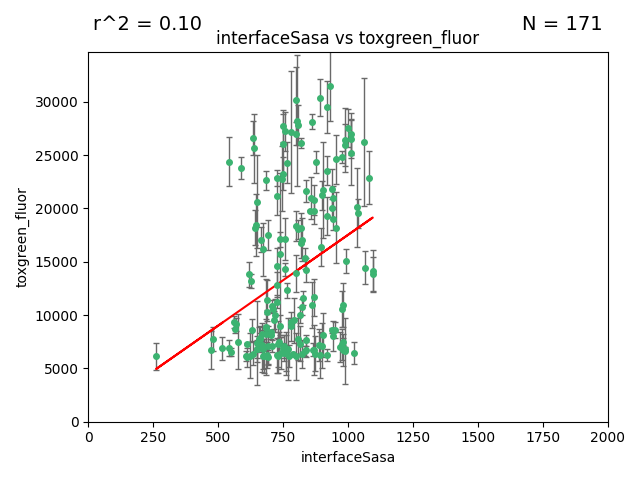 r^2 = 0.10
N = 171
interfaceSasa vs toxgreen_fluor
30000
25000
20000
15000
10000
5000
0
toxgreen_fluor
0 250 500 750 1000 1250 1500 1750 2000
interfaceSasa